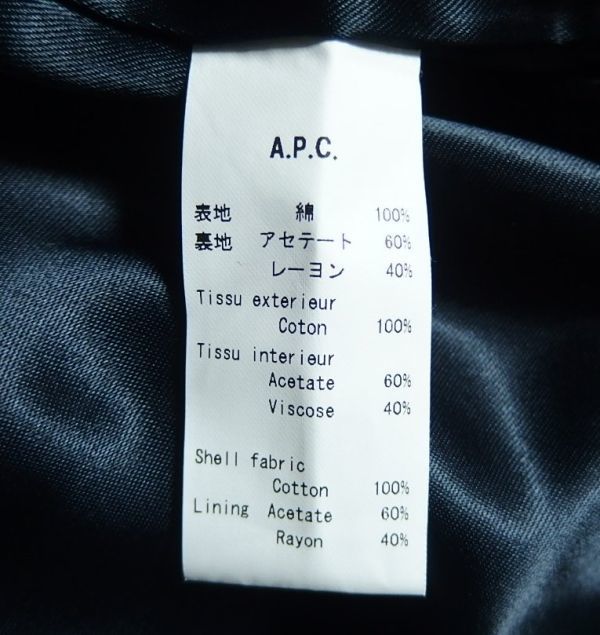 A.P.C.
表地 綿 100%
裏地 アセテート 60%
レーヨン 40%
Tissu exterieur
Coton 100%
Tissu interieur
Acetate 60%
Viscose 40%
Shell fabric
Cotton 100%
Lining Acetate 60%
Rayon 40%